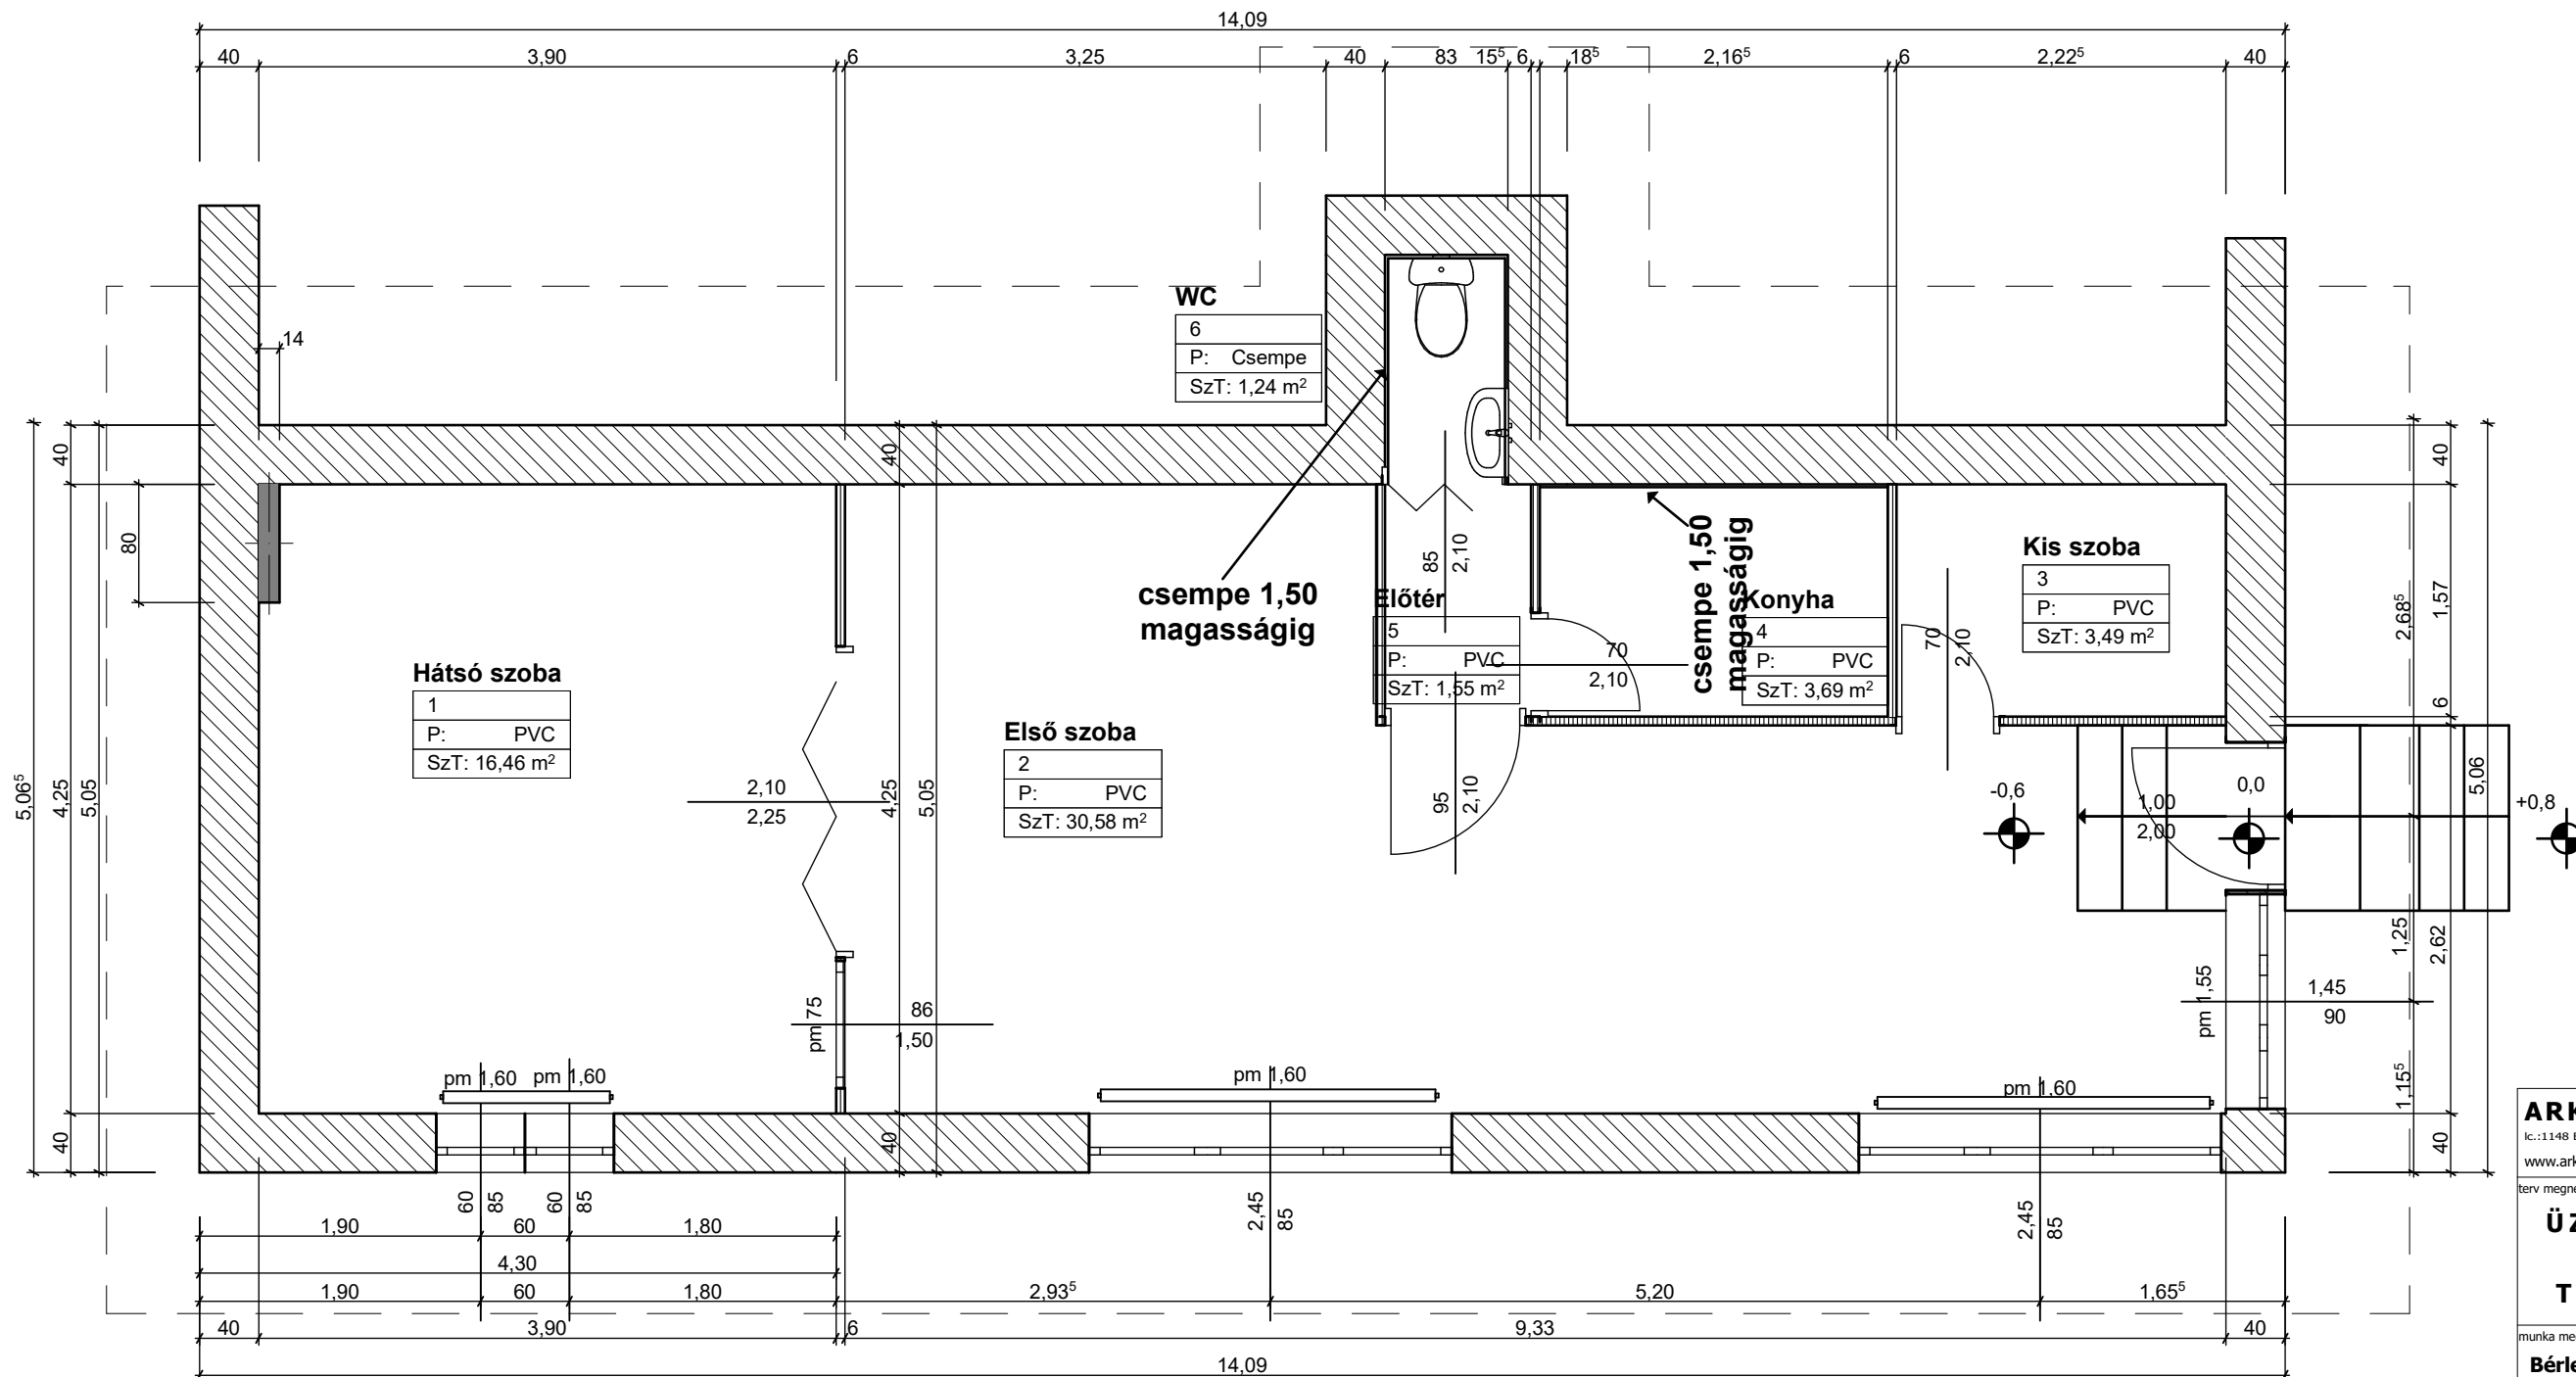 14,09
40 3,90 6 3,25 40 83 15⁵ 6 18⁵ 2,16⁵ 6 2,22⁵ 40
14
WC
6
P: Csempe
SzT: 1,24 m²
40
40
40
80
csempe 1,50
magasságig
85
2,10
Előtér
5
P: PVC
SzT: 1,55 m²
70
2,10
csempe 1,50
magasságig
Konyha
4
P: PVC
SzT: 3,69 m²
70
2,10
Kis szoba
3
P: PVC
SzT: 3,49 m²
2,68⁵
1,57
6
Hátsó szoba
1
P: PVC
SzT: 16,46 m²
Első szoba
2
P: PVC
SzT: 30,58 m²
5,06⁵
4,25
5,05
2,10
2,25
4,25
5,05
95
2,10
-0,6
1,00
2,00
0,0
5,06
+0,8
1,25
2,62
pm 75
86
1,50
pm 1,55
1,45
90
pm 1,60 pm 1,60
pm 1,60
pm 1,60
1,15⁵
40
40
40
60
85
60
85
2,45
85
2,45
85
1,90 60 1,80
4,30
1,90 60 1,80 2,93⁵ 5,20 1,65⁵
40 3,90 6 9,33 40
14,09
ARK
Ic.:1148
www.ark
terv megne
ÜZ
T
munka me
Bérle